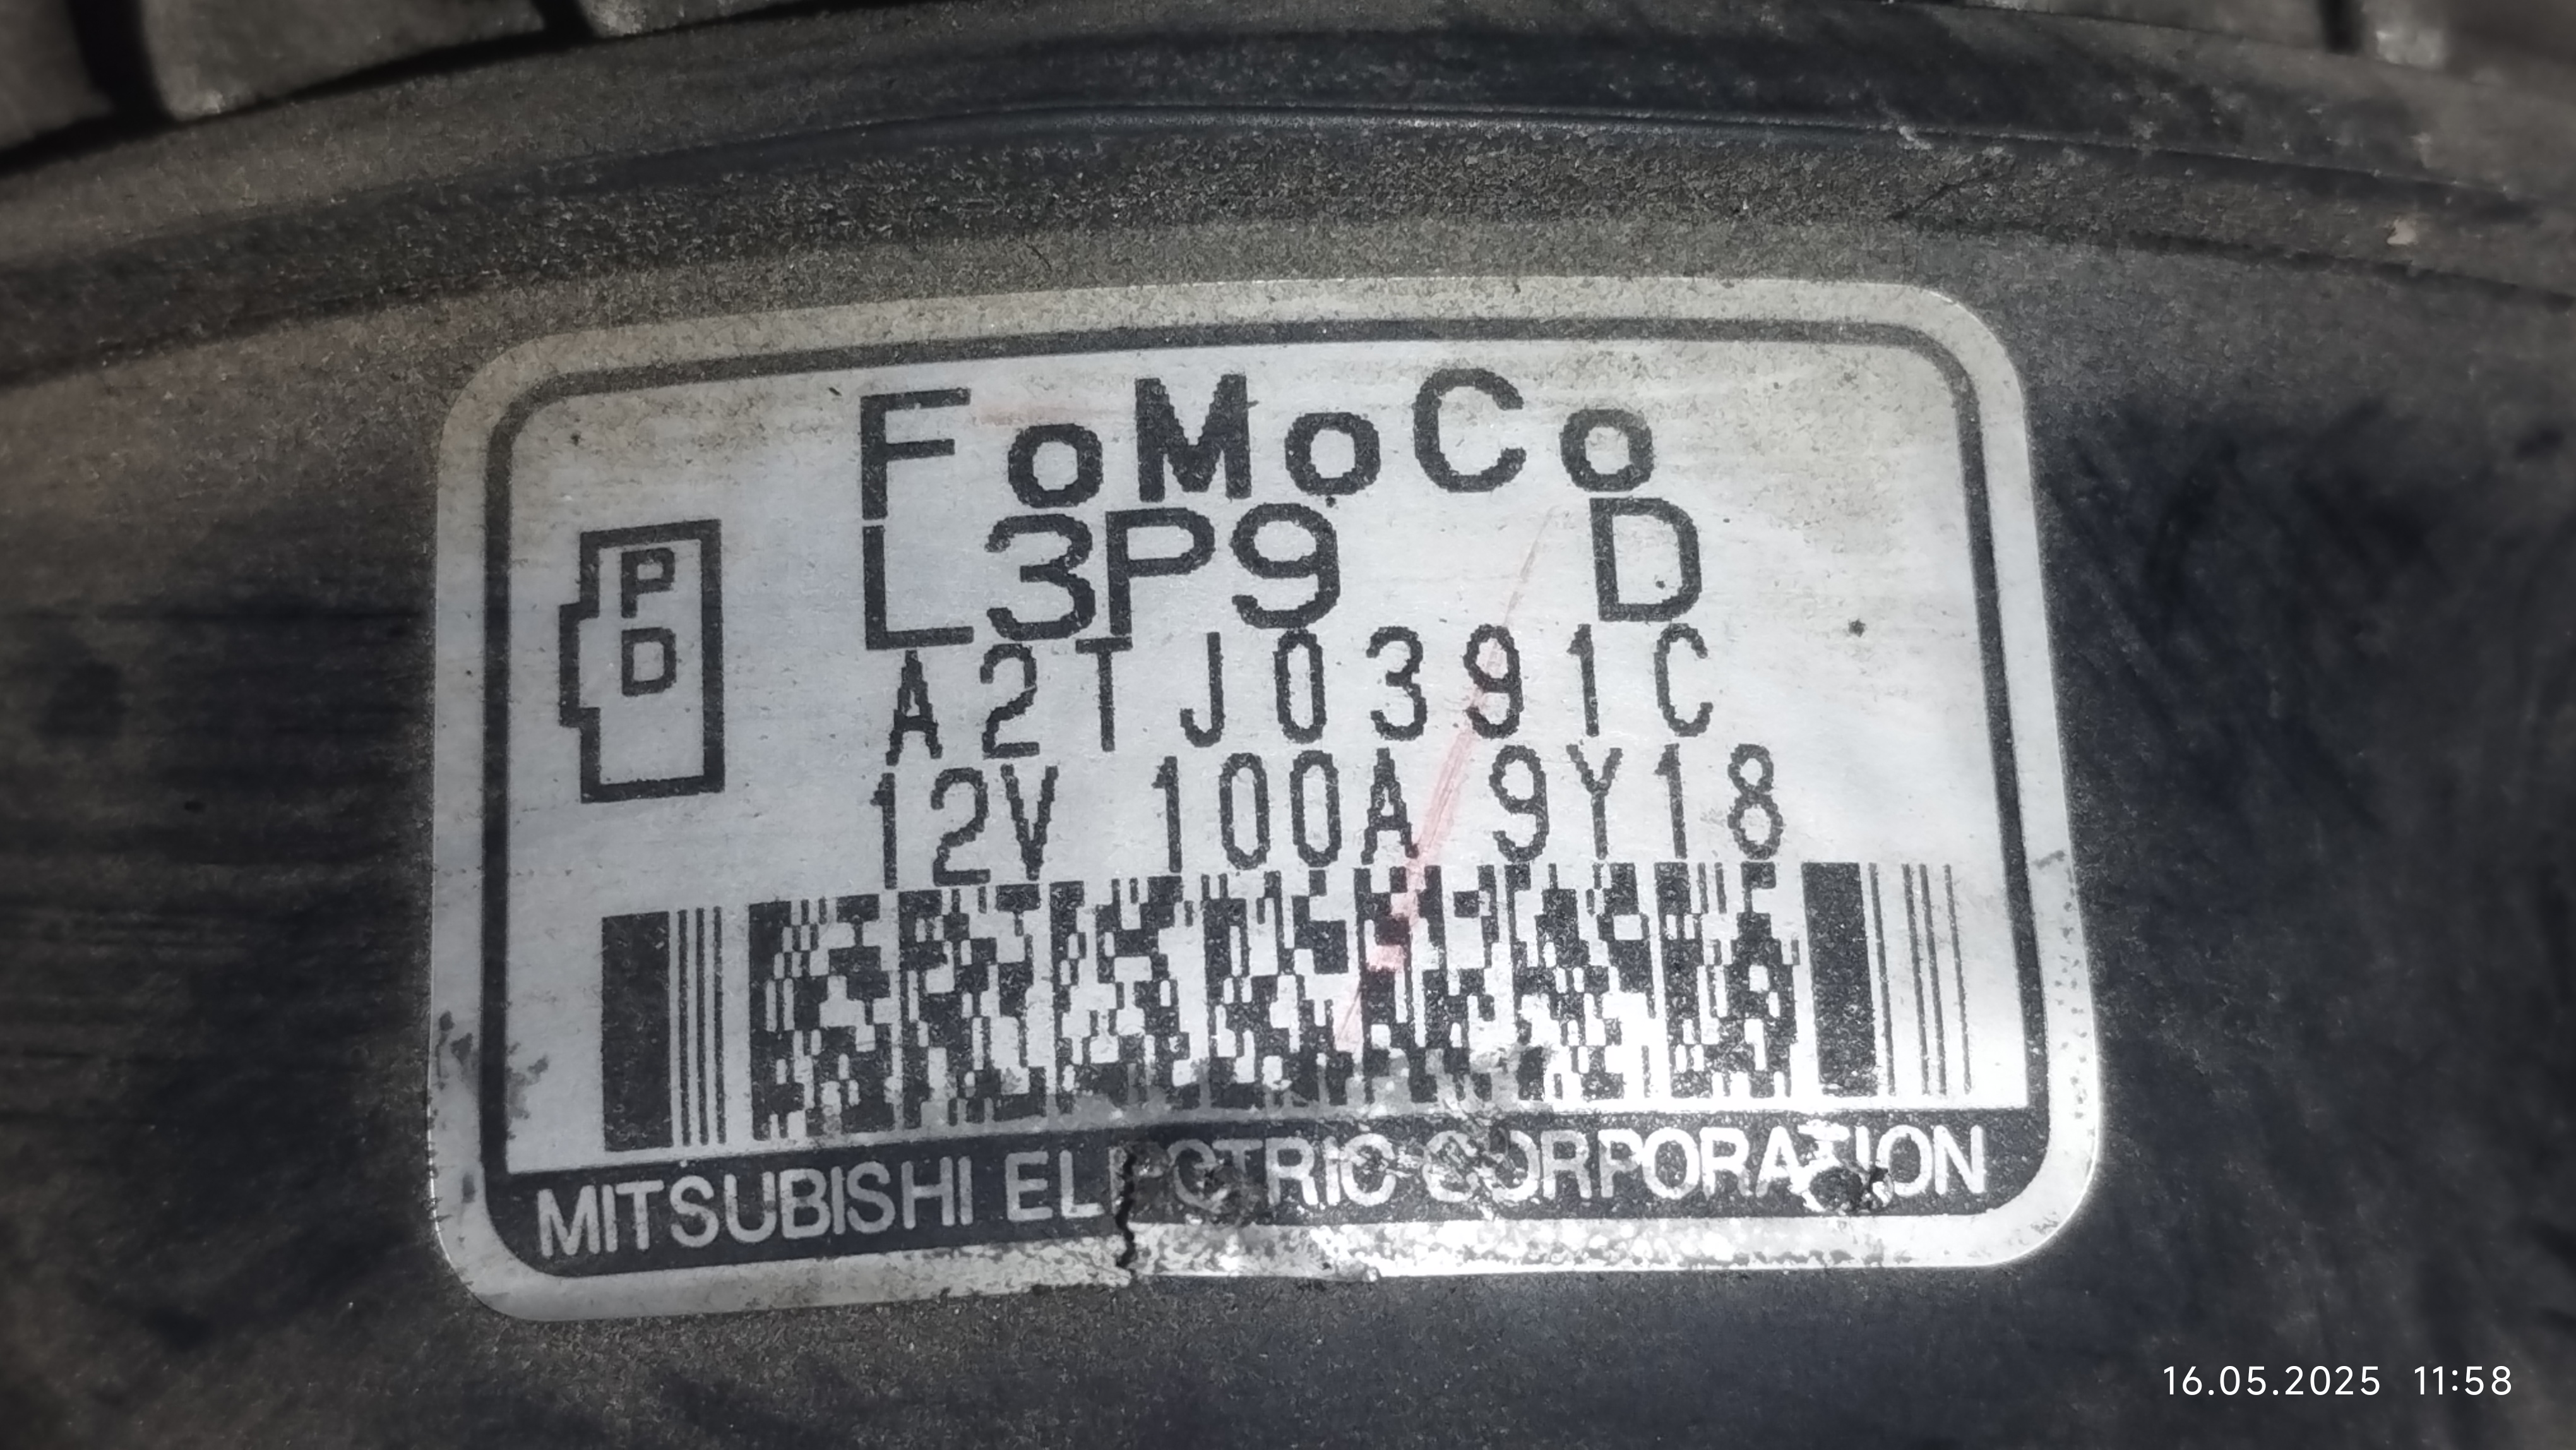 FoMoCo
L3P9 D
P
D
A2TJ0391C
12V 100A 9Y18
MITSUBISHI ELECTRIC CORPORATION
16.05.2025 11:58